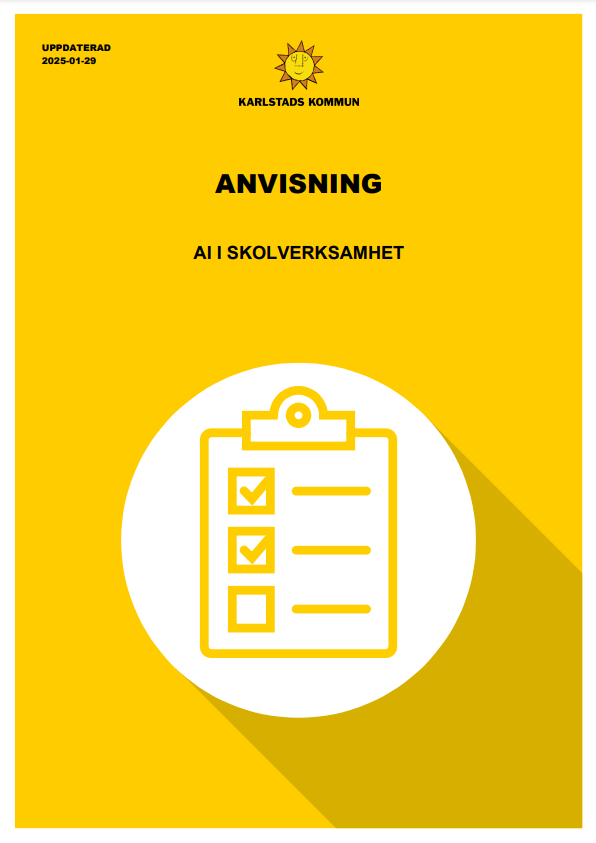 UPPDATERAD
2025-01-29
KARLSTADS KOMMUN
ANVISNING
AI I SKOLVERKSAMHET